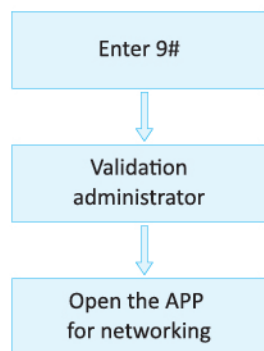 Enter 9#
Validation
administrator
Open the APP
for networking